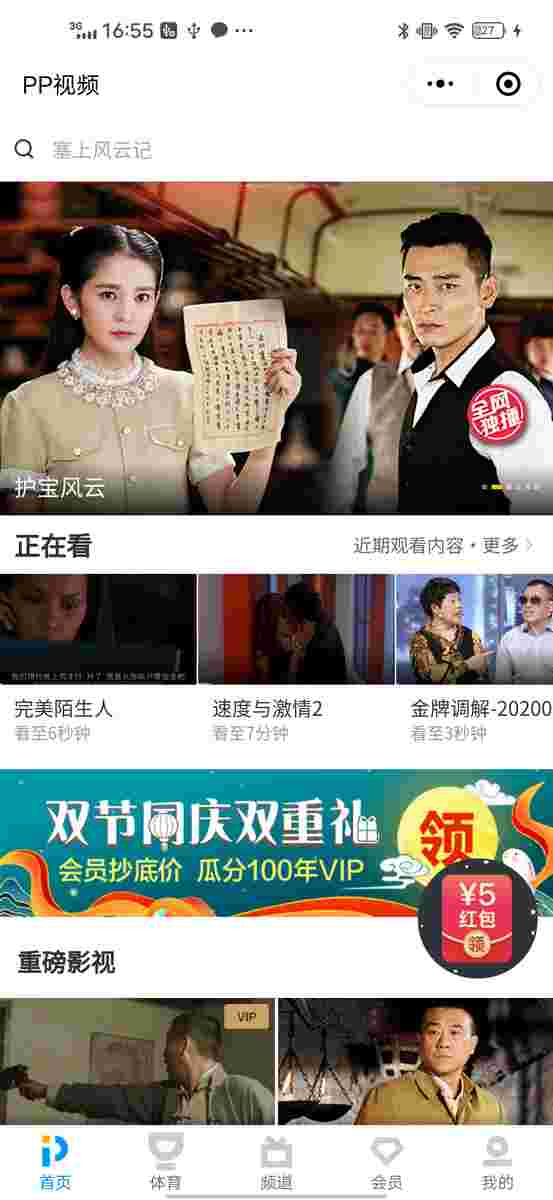 3G 16:55 27
PP视频
塞上风云记
全网
独播
护宝风云
正在看 近期观看内容·更多
完美陌生人 速度与激情2 金牌调解-20200
看至6秒钟 看至7分钟 看至3秒钟
双节同庆双重礼
会员抄底价 瓜分100年VIP
领
¥5
红包
领
重磅影视
VIP
首页 体育 频道 会员 我的